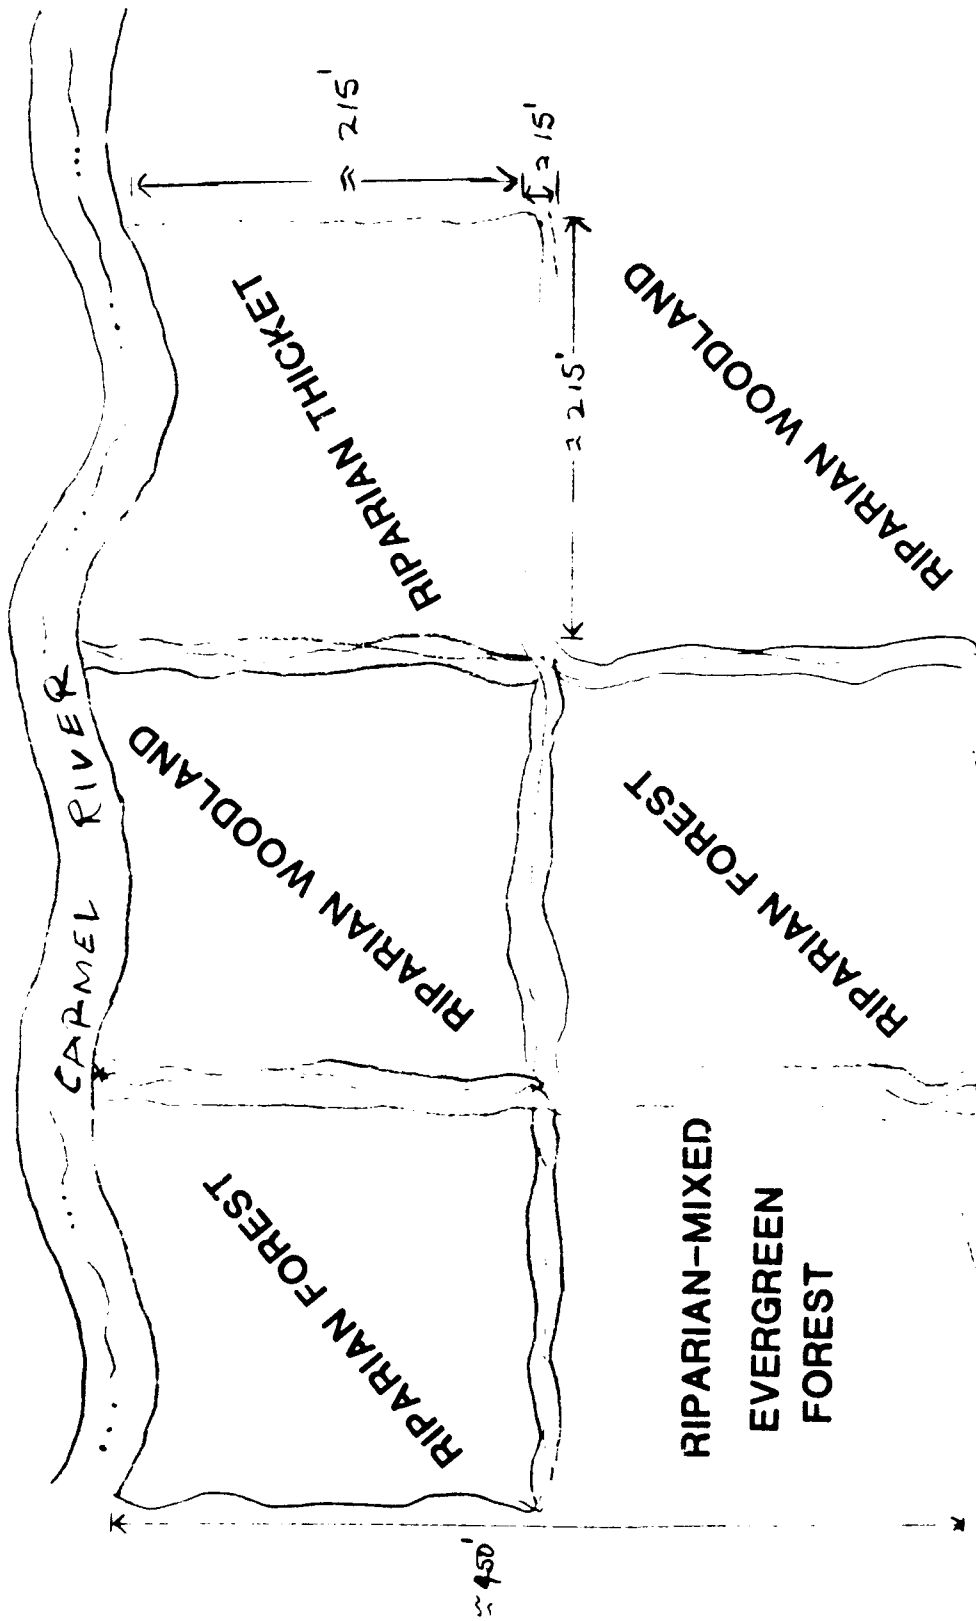 CARMEL RIVER
≈ 215'
≈ 15'
RIPARIAN FOREST
RIPARIAN WOODLAND
RIPARIAN THICKET
≈ 215'
≈ 450'
RIPARIAN-MIXED
EVERGREEN
FOREST
RIPARIAN FOREST
RIPARIAN WOODLAND